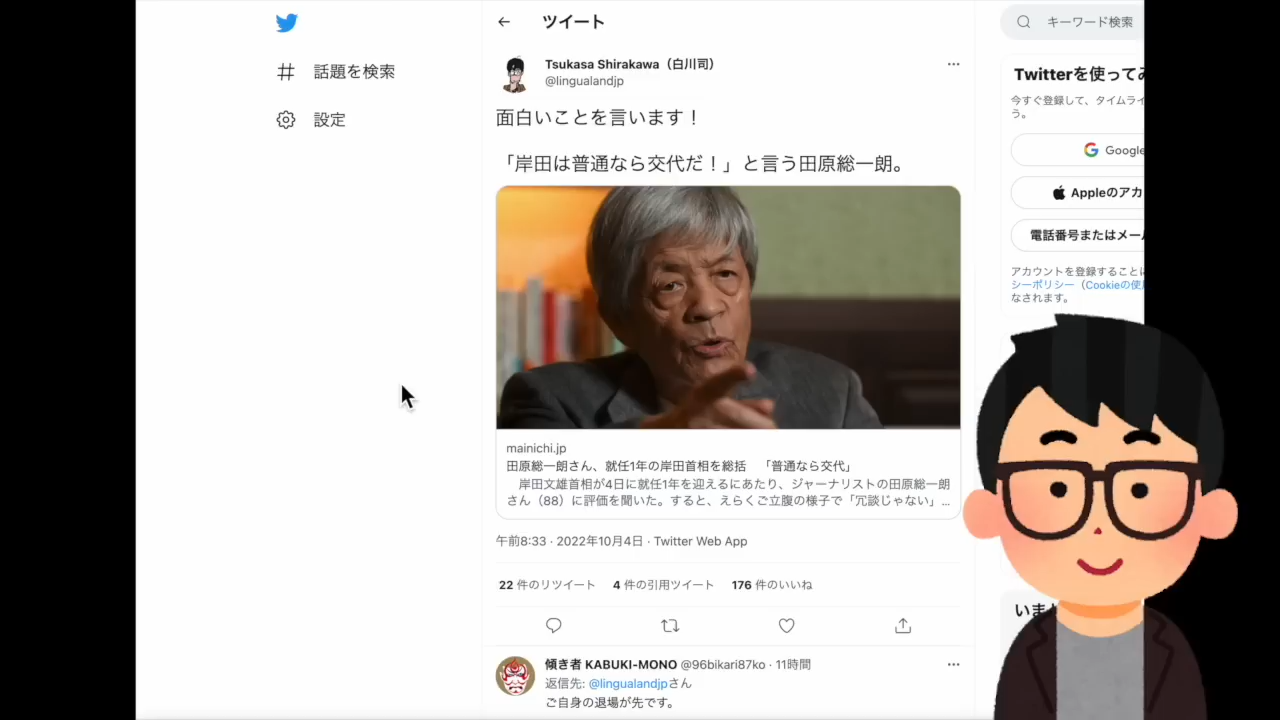 ツイート
キーワード検索
話題を検索
設定
Tsukasa Shirakawa（白川司）
@lingualandjp
面白いことを言います！
「岸田は普通なら交代だ！」と言う田原総一朗。
mainichi.jp
田原総一朗さん、就任1年の岸田首相を総括　「普通なら交代」
岸田文雄首相が4日に就任1年を迎えるにあたり、ジャーナリストの田原総一朗
さん（88）に評価を聞いた。すると、えらくご立腹の様子で「冗談じゃない」...
午前8:33 · 2022年10月4日 · Twitter Web App
22 件のリツイート 4 件の引用ツイート 176 件のいいね
傾き者 KABUKI-MONO @96bikari87ko · 11時間
返信先: @lingualandjpさん
ご自身の退場が先です。
Twitterを使ってみ
今すぐ登録して、タイムライ
う。
Google
Appleのアカ
電話番号またはメー
アカウントを登録することに
シーポリシー（Cookieの使
なされます。
いま